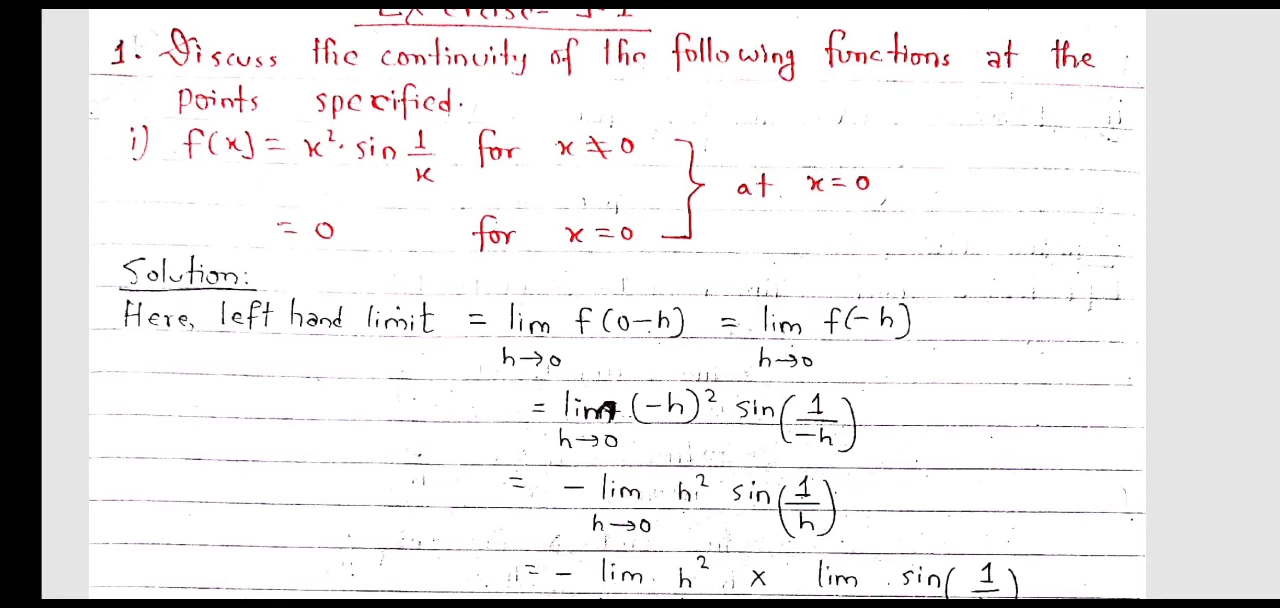 Exercise
1. Discuss the continuity of the following functions at the
points specified.
i) f(x) = x². sin 1/x for x ≠ 0
at x = 0,
= 0 for x = 0
Solution:
Here, left hand limit = lim h→0 f(0-h) = lim h→0 f(-h)
= lim h→0 (-h)² sin(1/-h)
= - lim h→0 h² sin(1/h)
= - lim h² x lim sin(1